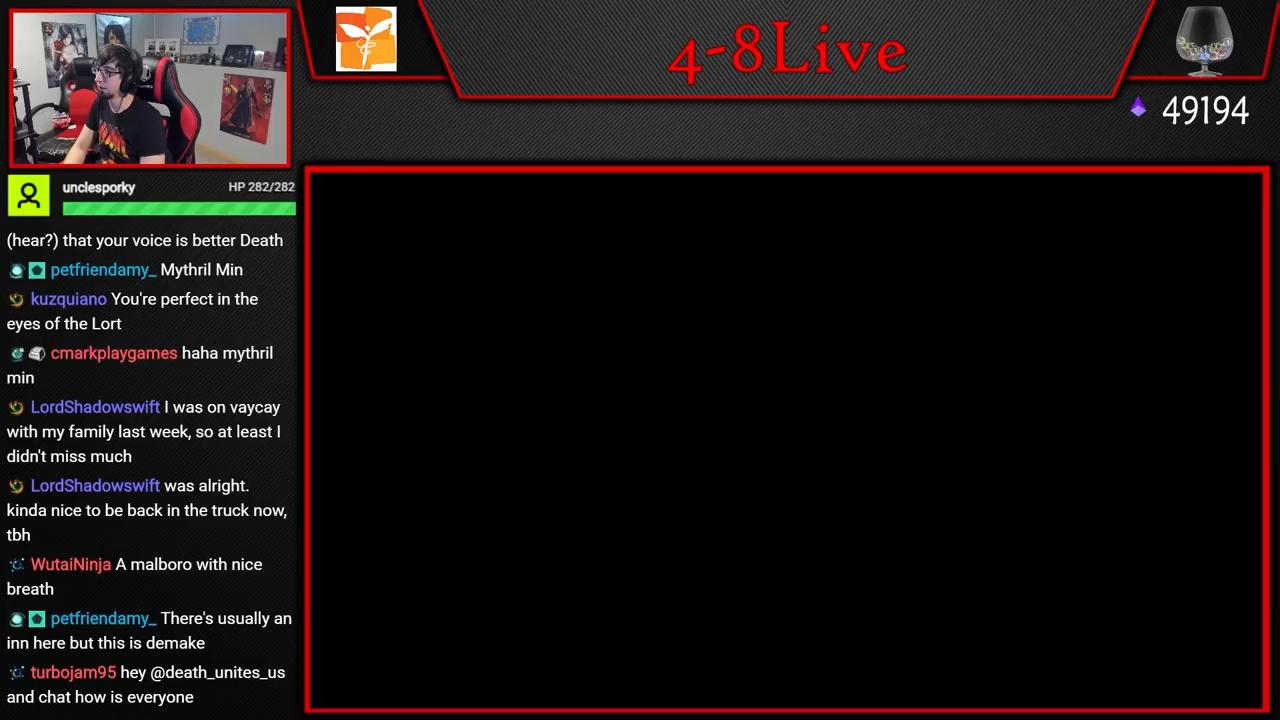 4-8Live
49194
unclesporky HP 282/282
(hear?) that your voice is better Death
petfriendamy_ Mythril Min
kuzquiano You're perfect in the
eyes of the Lort
cmarkplaygames haha mythril
min
LordShadowswift I was on vaycay
with my family last week, so at least I
didn't miss much
LordShadowswift was alright.
kinda nice to be back in the truck now,
tbh
WutaiNinja A malboro with nice
breath
petfriendamy_ There's usually an
inn here but this is demake
turbojam95 hey @death_unites_us
and chat how is everyone